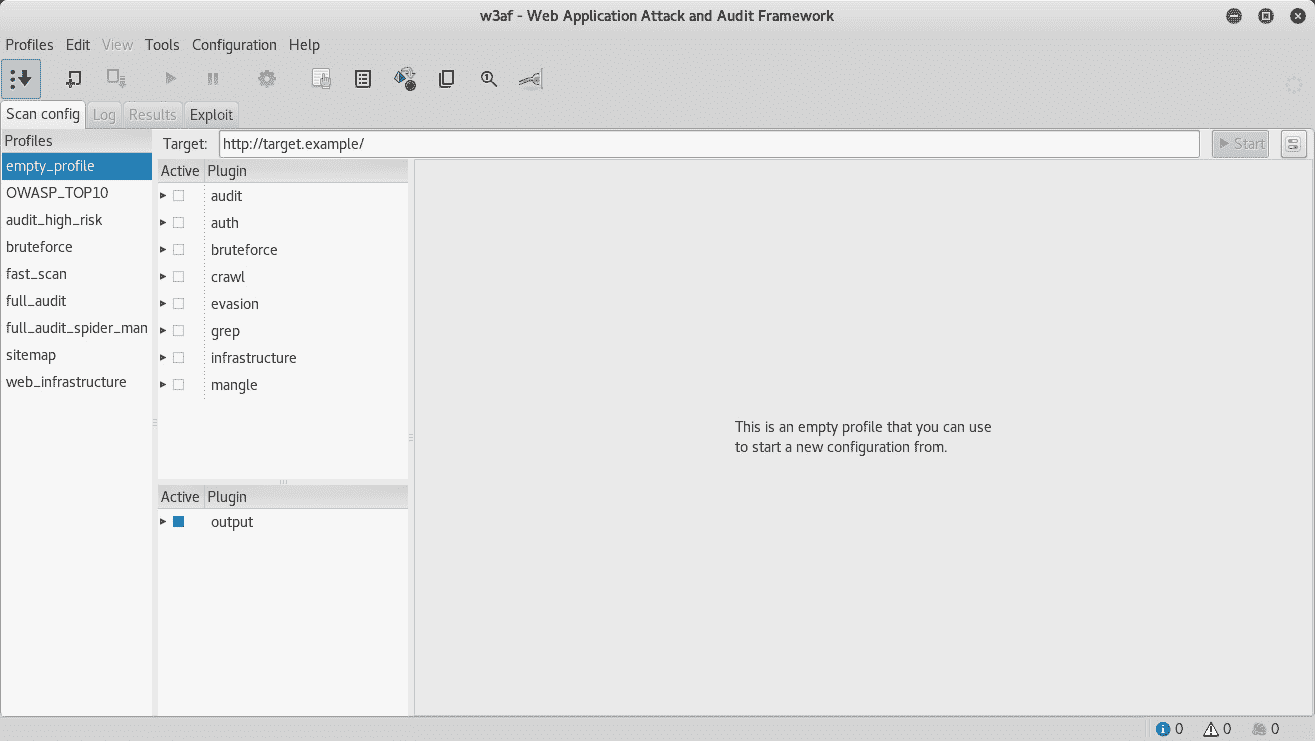 w3af - Web Application Attack and Audit Framework
Profiles Edit View Tools Configuration Help
Scan config Log Results Exploit
Profiles
empty_profile
OWASP_TOP10
audit_high_risk
bruteforce
fast_scan
full_audit
full_audit_spider_man
sitemap
web_infrastructure
Target: http://target.example/ Start
Active Plugin
audit
auth
bruteforce
crawl
evasion
grep
infrastructure
mangle
Active Plugin
output
This is an empty profile that you can use
to start a new configuration from.
0 0 0